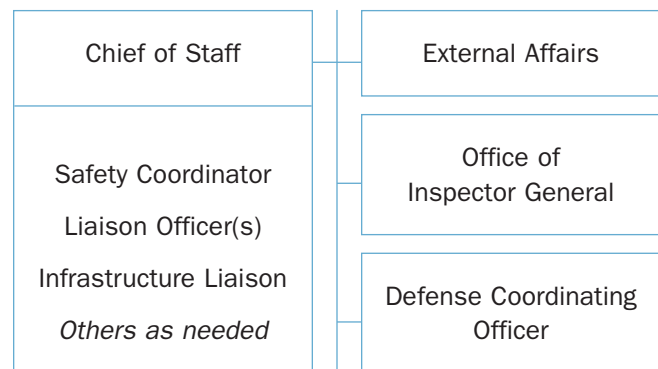 Chief of Staff
Safety Coordinator
Liaison Officer(s)
Infrastructure Liaison
Others as needed
External Affairs
Office of
Inspector General
Defense Coordinating
Officer